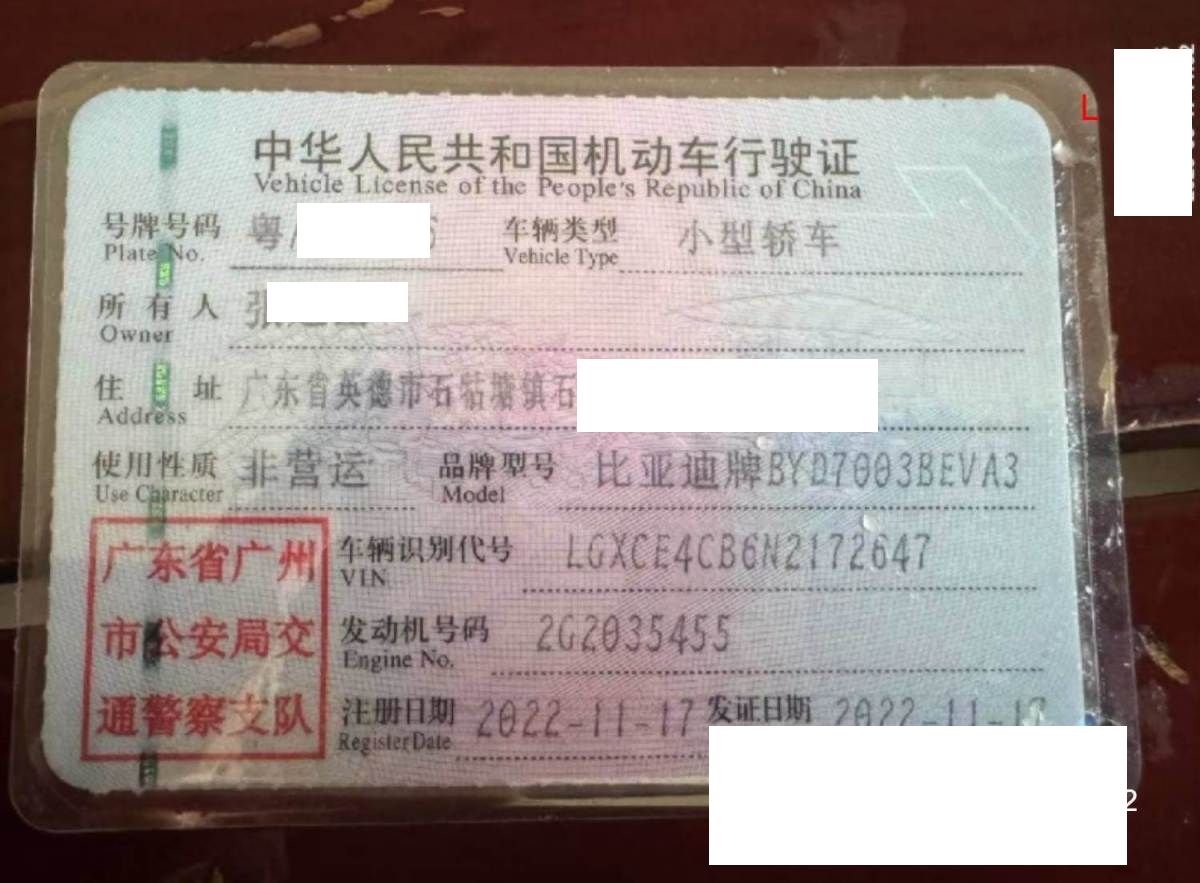 中华人民共和国机动车行驶证
Vehicle License of the People's Republic of China
号牌号码 粤 车辆类型 小型轿车
Plate No. Vehicle Type
所有人 张
Owner
住址 广东省英德市石牯塘镇石
Address
使用性质 非营运 品牌型号 比亚迪牌BYD7003BEVA3
Use Character Model
广东省广州 车辆识别代号 LGXCE4CB6N2172647
VIN
市公安局交 发动机号码 2G2035455
Engine No.
通警察支队 注册日期 2022-11-17 发证日期 2022-11-17
Register Date